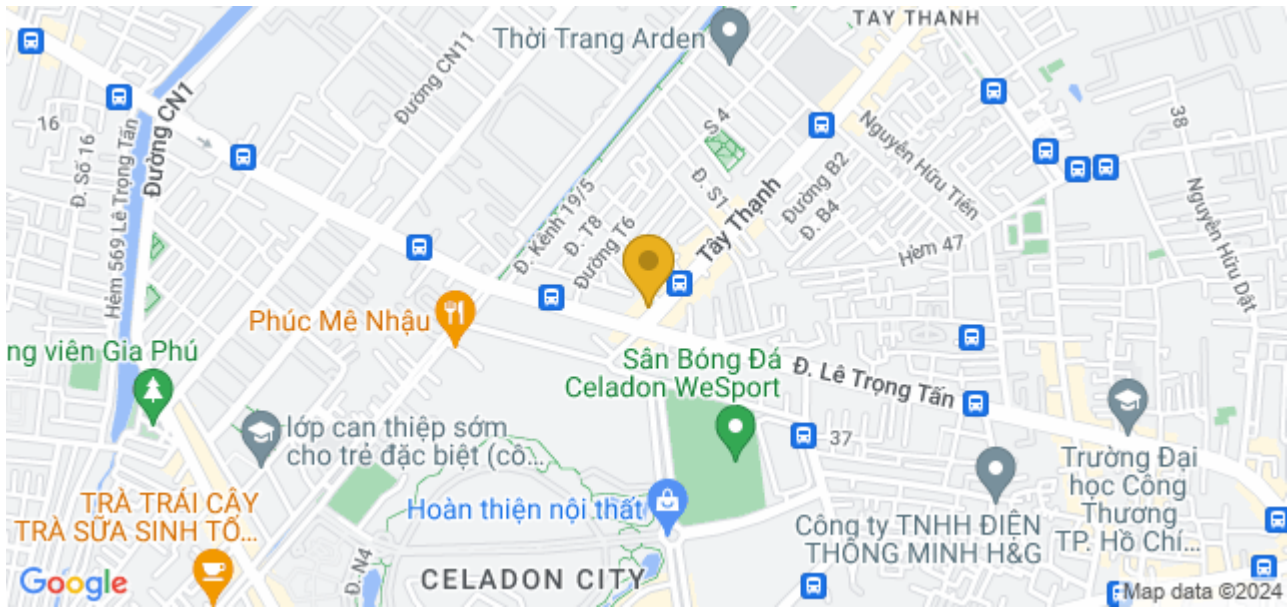 TAY THANH
Thời Trang Arden
Đường CN11
16
Đ. Số 16
Hẻm 569 Lê Trọng Tấn
Đường CN1
S 4
Đ. S1
Nguyễn Hữu Tiến
Đường B2
Đ. B4
Tây Thạnh
38
Nguyễn Hữu Dật
Hẻm 47
Đ. Kênh 19/5
Đ. T8
Đường T6
Phúc Mê Nhậu
ng viên Gia Phú
Sân Bóng Đá
Celadon WeSport
Đ. Lê Trọng Tấn
37
lớp can thiệp sớm
cho trẻ đặc biệt (cô...
Trường Đại
học Công
Thương
TP. Hồ Chí...
TRÀ TRÁI CÂY
TRÀ SỮA SINH TỐ...
Hoàn thiện nội thất
Công ty TNHH ĐIỆN
THÔNG MINH H&G
Đ. N4
CELADON CITY
Google
Map data ©2024